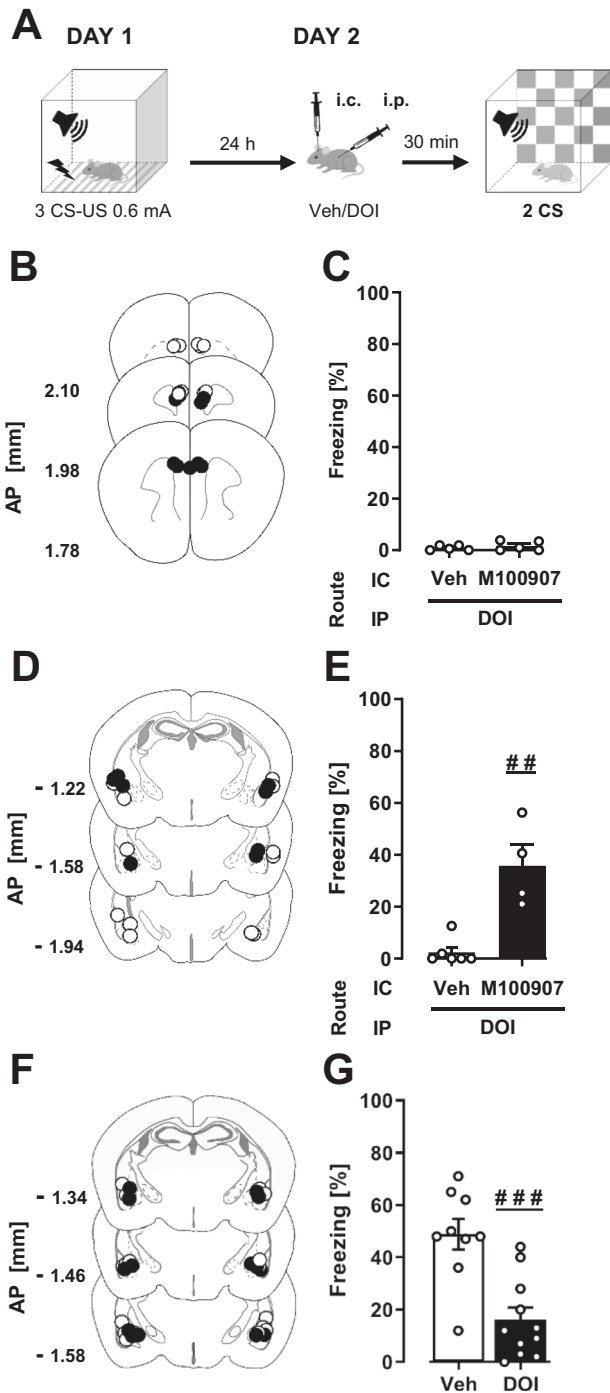 A
DAY 1 DAY 2
i.c. i.p.
24 h 30 min
3 CS-US 0.6 mA Veh/DOI 2 CS
B
AP [mm]
2.10
1.98
1.78
C
Freezing [%]
100
80
60
40
20
0
Route IC Veh M100907
IP DOI
D
AP [mm]
- 1.22
- 1.58
- 1.94
E
Freezing [%]
100
80
60
40
20
0
##
Route IC Veh M100907
IP DOI
F
AP [mm]
- 1.34
- 1.46
- 1.58
G
Freezing [%]
100
80
60
40
20
0
###
Veh DOI